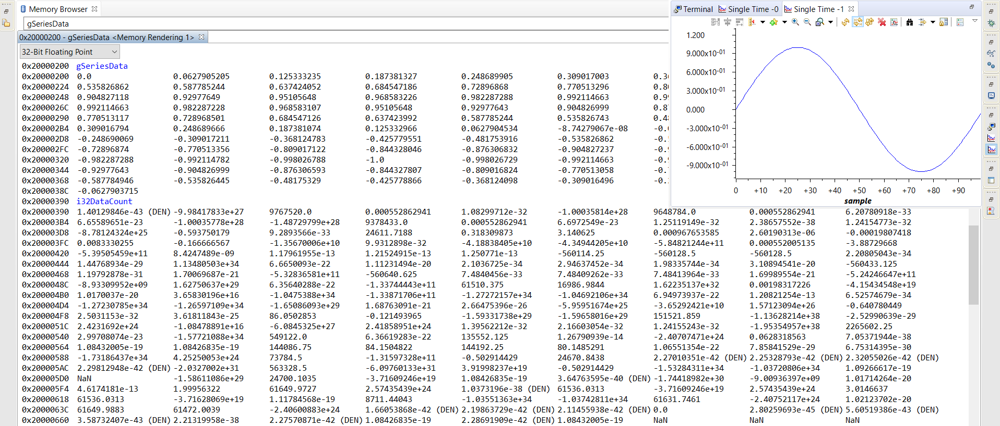 Memory Browser
gSeriesData
0x20000200 - gSeriesData <Memory Rendering 1>
32-Bit Floating Point
0x20000200 gSeriesData
0x20000200 0.0 0.0627905205 0.125333235 0.187381327 0.248689905 0.309017003
0x20000224 0.535826862 0.587785244 0.637424052 0.684547186 0.72896868 0.770513296
0x20000248 0.904827118 0.92977649 0.95105648 0.968583226 0.982287288 0.992114663
0x2000026C 0.992114663 0.982287228 0.968583107 0.95105648 0.92977643 0.904826999
0x20000290 0.770513117 0.728968501 0.684547126 0.637423992 0.587785244 0.535826743
0x200002B4 0.309016794 0.248689666 0.187381074 0.125332966 0.0627904534 -8.74279067e-08
0x200002D8 -0.248690069 -0.309017211 -0.368124783 -0.425779551 -0.481753916 -0.535826862
0x200002FC -0.72896874 -0.770513356 -0.809017122 -0.844328046 -0.876306832 -0.904827237
0x20000320 -0.982287288 -0.992114782 -0.998026788 -1.0 -0.998026729 -0.992114663
0x20000344 -0.92977643 -0.904826999 -0.876306593 -0.844327807 -0.809016824 -0.770513058
0x20000368 -0.587784946 -0.535826445 -0.48175329 -0.425778866 -0.368124098 -0.309016496
0x2000038C -0.0627903715
0x20000390 i32DataCount
0x20000390 1.40129846e-43 (DEN) -9.98417833e+27 9767520.0 0.000552862941 1.08299712e-32 -1.00035814e+28 9648784.0 0.000552862941 6.20780918e-33
0x200003B4 6.65589651e-23 -1.00035778e+28 -1.48729799e+28 9378433.0 0.000552862941 6.6972549e-23 1.25119149e-32 2.38657552e-38 1.24154773e-32
0x200003D8 -8.78124324e+25 -0.593750179 9.2893566e-33 24611.7188 0.318309873 3.140625 0.000967653585 2.60190313e-06 -0.00019807418
0x200003FC 0.0083330255 -0.166666567 -1.35670006e+10 9.9312898e-32 -4.18838405e+10 -4.34944205e+10 -5.84821244e+11 0.000552005135 -3.88729668
0x20000420 -5.39505459e+11 8.4247489e-09 1.17961955e-13 1.21524915e-13 1.250771e-13 -560114.25 -560128.5 -560128.5 2.20805043e-34
0x20000444 1.44768934e-29 1.13480503e+34 6.6650093e-22 1.11231494e-20 2.1036725e-34 2.94637452e-34 1.98335744e-34 3.10894541e-20 -560433.125
0x20000468 1.19792878e-31 1.70069687e-21 -5.32836581e+11 -560640.625 7.4840456e-33 7.48409262e-33 7.48413964e-33 1.69989554e-21 -5.24246647e+11
0x2000048C -8.93309952e+09 1.62750637e+29 6.35640288e-22 -1.33744443e+11 61510.375 16986.9844 1.62235137e+32 0.00198317226 -4.15434548e+19
0x200004B0 1.0170037e-20 3.65830196e+16 -1.0475388e+34 -1.33871706e+11 -1.27272157e+34 -1.04692106e+34 6.94973937e-22 1.20821254e-13 6.52574679e-34
0x200004D4 -1.27230785e+34 -1.26597109e+34 -1.65086093e+29 1.68763091e-21 2.66475396e-26 -5.95951674e+25 -3.65292421e+10 1.57123094e+26 -0.640780449
0x200004F8 2.5031153e-32 3.61811843e-25 86.0502853 -0.121493965 -1.59331738e+29 -1.59658016e+29 151521.859 -1.13628214e+38 -2.52990639e-29
0x2000051C 2.4231692e+24 -1.08478891e+16 -6.0845325e+27 2.41858951e+24 1.39562212e-32 2.16603054e-32 1.24155243e-32 -1.95354957e+38 2265602.25
0x20000540 2.99708074e-23 -1.57721088e+34 549122.0 6.36619283e-22 135552.125 1.26790939e-14 -2.40707471e+24 0.0628318563 7.05371944e-38
0x20000564 1.08432005e-19 1.08426835e-19 144086.75 84.1504822 144192.25 80.1485291 1.06551354e-22 7.85841529e-29 6.75314395e-30
0x20000588 -1.73186437e+34 4.25250053e+24 73784.5 -1.31597328e+11 -0.502914429 24670.8438 2.27010351e-42 (DEN) 2.25328793e-42 (DEN) 2.32055026e-42 (DEN)
0x200005AC 2.29812948e-42 (DEN) -2.0327002e+31 563328.5 -6.09760133e+31 3.91998237e+19 -0.502914429 -1.53284311e+34 -1.03720806e+34 1.09266617e-19
0x200005D0 NaN -1.58611086e+29 24700.1035 -3.71609246e+19 1.08426835e-19 3.64763595e-40 (DEN) -1.74418982e+30 -9.00936397e+09 1.01714264e-20
0x200005F4 4.6174181e-13 1.99956322 61649.9727 2.57435439e+24 1.0373196e-38 (DEN) 61536.0313 -3.71609246e+19 2.57435439e+24 3.0146637
0x20000618 61536.0313 -3.71628069e+19 1.11784568e-19 8711.44043 -1.03551363e+34 -1.03742811e+34 61631.7461 -2.40752117e+24 1.02123702e-20
0x2000063C 61649.9883 61472.0039 -2.40600883e+24 1.66053868e-42 (DEN) 2.19863729e-42 (DEN) 2.11455938e-42 (DEN) 0.0 2.80259693e-45 (DEN) 5.60519386e-43 (DEN)
0x20000660 3.58732407e-43 (DEN) 2.21319958e-38 2.27570871e-42 (DEN) 1.08426835e-19 2.28691909e-42 (DEN) 1.08432005e-19 NaN NaN NaN
Terminal Single Time -0 Single Time -1
1.200
9.000x10-01
6.000x10-01
3.000x10-01
0.000
-3.000x10-01
-6.000x10-01
-9.000x10-01
0 +10 +20 +30 +40 +50 +60 +70 +80 +90
sample